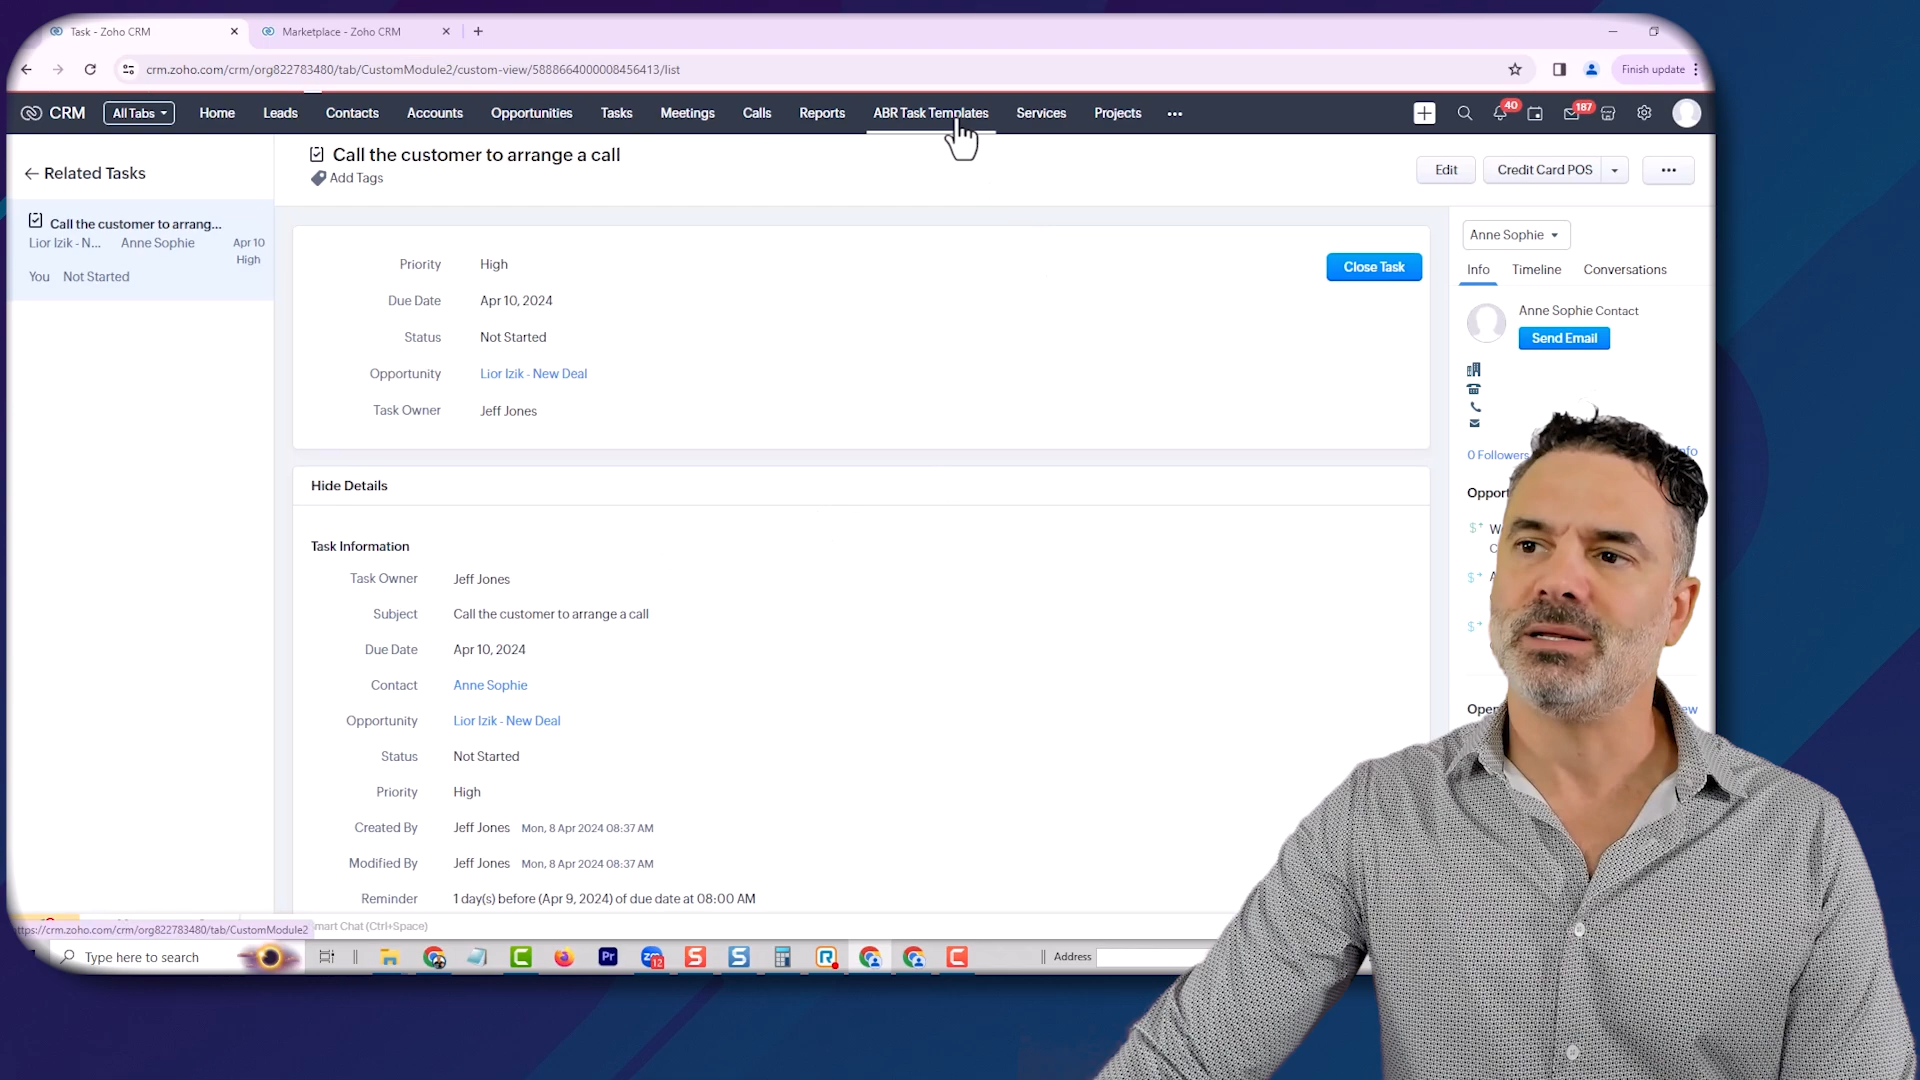 Task - Zoho CRM
Marketplace - Zoho CRM
crm.zoho.com/crm/org822783480/tab/CustomModule2/custom-view/5888664000008456413/list
Finish update
CRM
All Tabs
Home
Leads
Contacts
Accounts
Opportunities
Tasks
Meetings
Calls
Reports
ABR Task Templates
Services
Projects
40
187
Related Tasks
Call the customer to arrange a call
Add Tags
Edit
Credit Card POS
Call the customer to arrang...
Lior Izik - N...
Anne Sophie
Apr 10
High
You
Not Started
Priority
High
Due Date
Apr 10, 2024
Status
Not Started
Opportunity
Lior Izik - New Deal
Task Owner
Jeff Jones
Close Task
Anne Sophie
Info
Timeline
Conversations
Anne Sophie Contact
Send Email
0 Followers
Hide Details
Task Information
Task Owner
Jeff Jones
Subject
Call the customer to arrange a call
Due Date
Apr 10, 2024
Contact
Anne Sophie
Opportunity
Lior Izik - New Deal
Status
Not Started
Priority
High
Created By
Jeff Jones
Mon, 8 Apr 2024 08:37 AM
Modified By
Jeff Jones
Mon, 8 Apr 2024 08:37 AM
Reminder
1 day(s) before (Apr 9, 2024) of due date at 08:00 AM
https://crm.zoho.com/crm/org822783480/tab/CustomModule2
mart Chat (Ctrl+Space)
Type here to search
Pr
12
Address